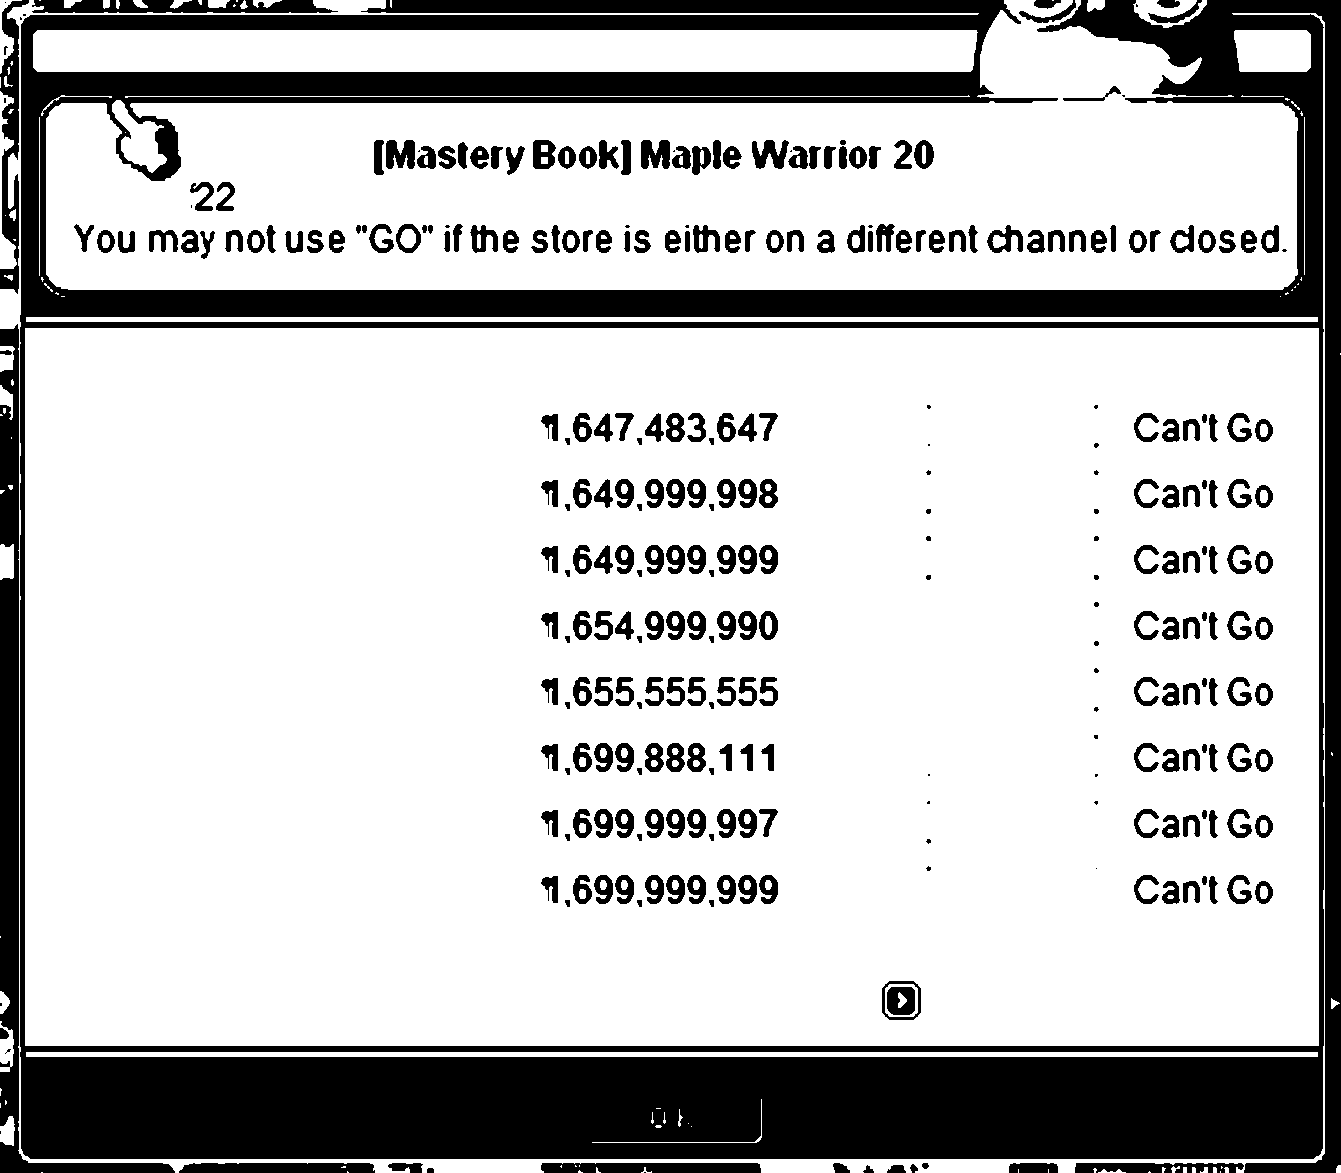 [Mastery Book] Maple Warrior 20
'22
You may not use "GO" if the store is either on a different channel or closed.
1,647,483,647 Can't Go
1,649,999,998 Can't Go
1,649,999,999 Can't Go
1,654,999,990 Can't Go
1,655,555,555 Can't Go
1,699,888,111 Can't Go
1,699,999,997 Can't Go
1,699,999,999 Can't Go
OK